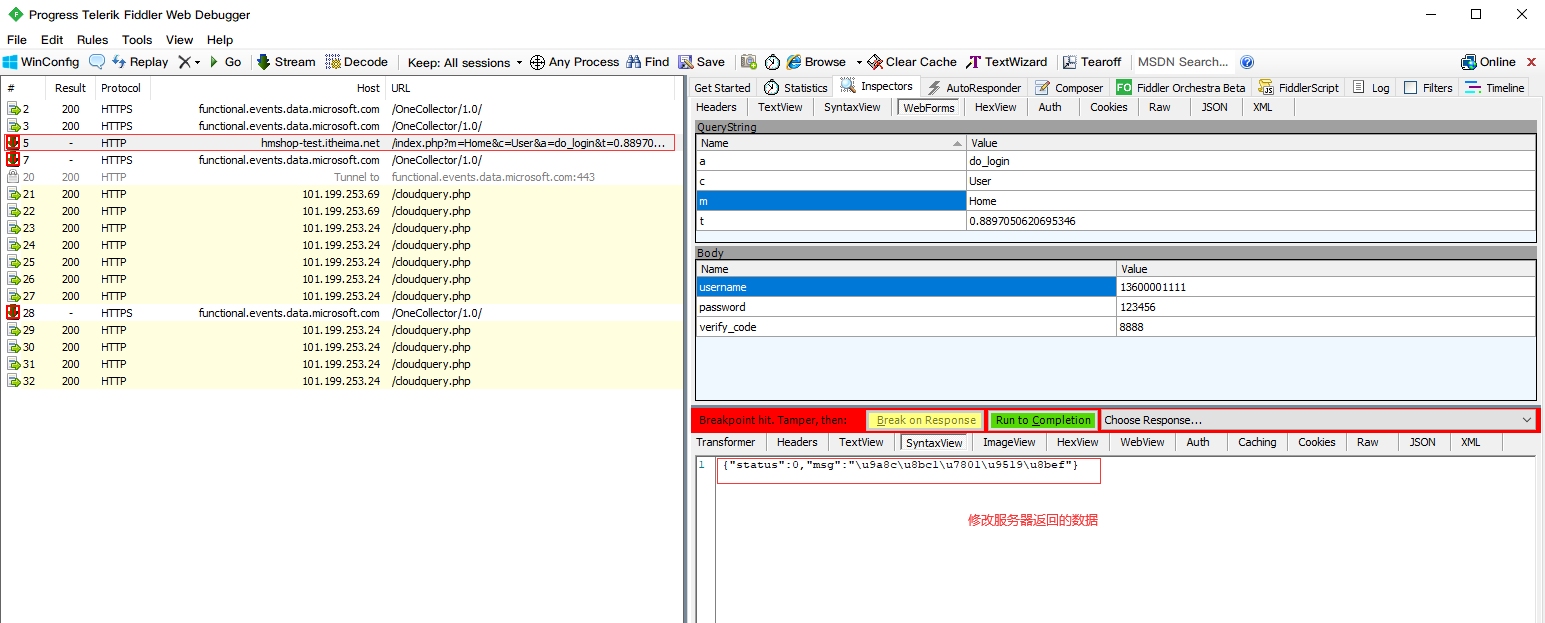 Progress Telerik Fiddler Web Debugger
File Edit Rules Tools View Help
WinConfig Replay Go Stream Decode Keep: All sessions Any Process Find Save Browse Clear Cache TextWizard Tearoff MSDN Search... Online
# Result Protocol Host URL
2 200 HTTPS functional.events.data.microsoft.com /OneCollector/1.0/
3 200 HTTPS functional.events.data.microsoft.com /OneCollector/1.0/
5 - HTTP hmshop-test.itheima.net /index.php?m=Home&c=User&a=do_login&t=0.88970...
7 - HTTPS functional.events.data.microsoft.com /OneCollector/1.0/
20 200 HTTP Tunnel to functional.events.data.microsoft.com:443
21 200 HTTP 101.199.253.69 /cloudquery.php
22 200 HTTP 101.199.253.69 /cloudquery.php
23 200 HTTP 101.199.253.24 /cloudquery.php
24 200 HTTP 101.199.253.24 /cloudquery.php
25 200 HTTP 101.199.253.24 /cloudquery.php
26 200 HTTP 101.199.253.24 /cloudquery.php
27 200 HTTP 101.199.253.24 /cloudquery.php
28 - HTTPS functional.events.data.microsoft.com /OneCollector/1.0/
29 200 HTTP 101.199.253.24 /cloudquery.php
30 200 HTTP 101.199.253.24 /cloudquery.php
31 200 HTTP 101.199.253.24 /cloudquery.php
32 200 HTTP 101.199.253.24 /cloudquery.php
Get Started Statistics Inspectors AutoResponder Composer FO Fiddler Orchestra Beta FiddlerScript Log Filters Timeline
Headers TextView SyntaxView WebForms HexView Auth Cookies Raw JSON XML
QueryString
Name Value
a do_login
c User
m Home
t 0.8897050620695346
Body
Name Value
username 13600001111
password 123456
verify_code 8888
Breakpoint hit. Tamper, then: Break on Response Run to Completion Choose Response...
Transformer Headers TextView SyntaxView ImageView HexView WebView Auth Caching Cookies Raw JSON XML
1 {"status":0,"msg":"\u9a8c\u8bc1\u7801\u9519\u8bef"}
修改服务器返回的数据